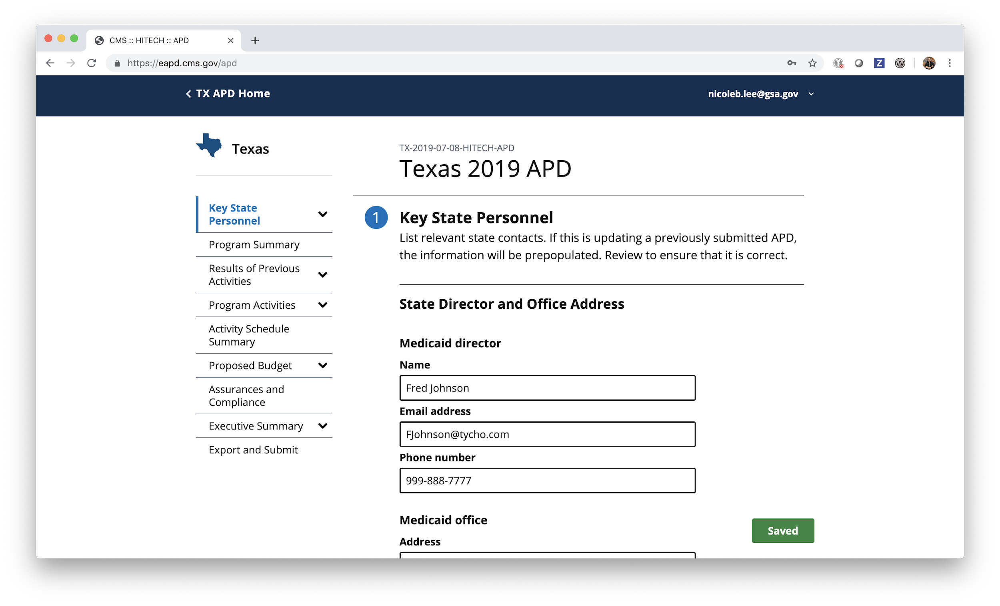 CMS :: HITECH :: APD
https://eapd.cms.gov/apd
Z
W
TX APD Home
nicoleb.lee@gsa.gov
Texas
Key State
Personnel
Program Summary
Results of Previous
Activities
Program Activities
Activity Schedule
Summary
Proposed Budget
Assurances and
Compliance
Executive Summary
Export and Submit
TX-2019-07-08-HITECH-APD
Texas 2019 APD
1
Key State Personnel
List relevant state contacts. If this is updating a previously submitted APD,
the information will be prepopulated. Review to ensure that it is correct.
State Director and Office Address
Medicaid director
Name
Fred Johnson
Email address
FJohnson@tycho.com
Phone number
999-888-7777
Medicaid office
Address
Saved